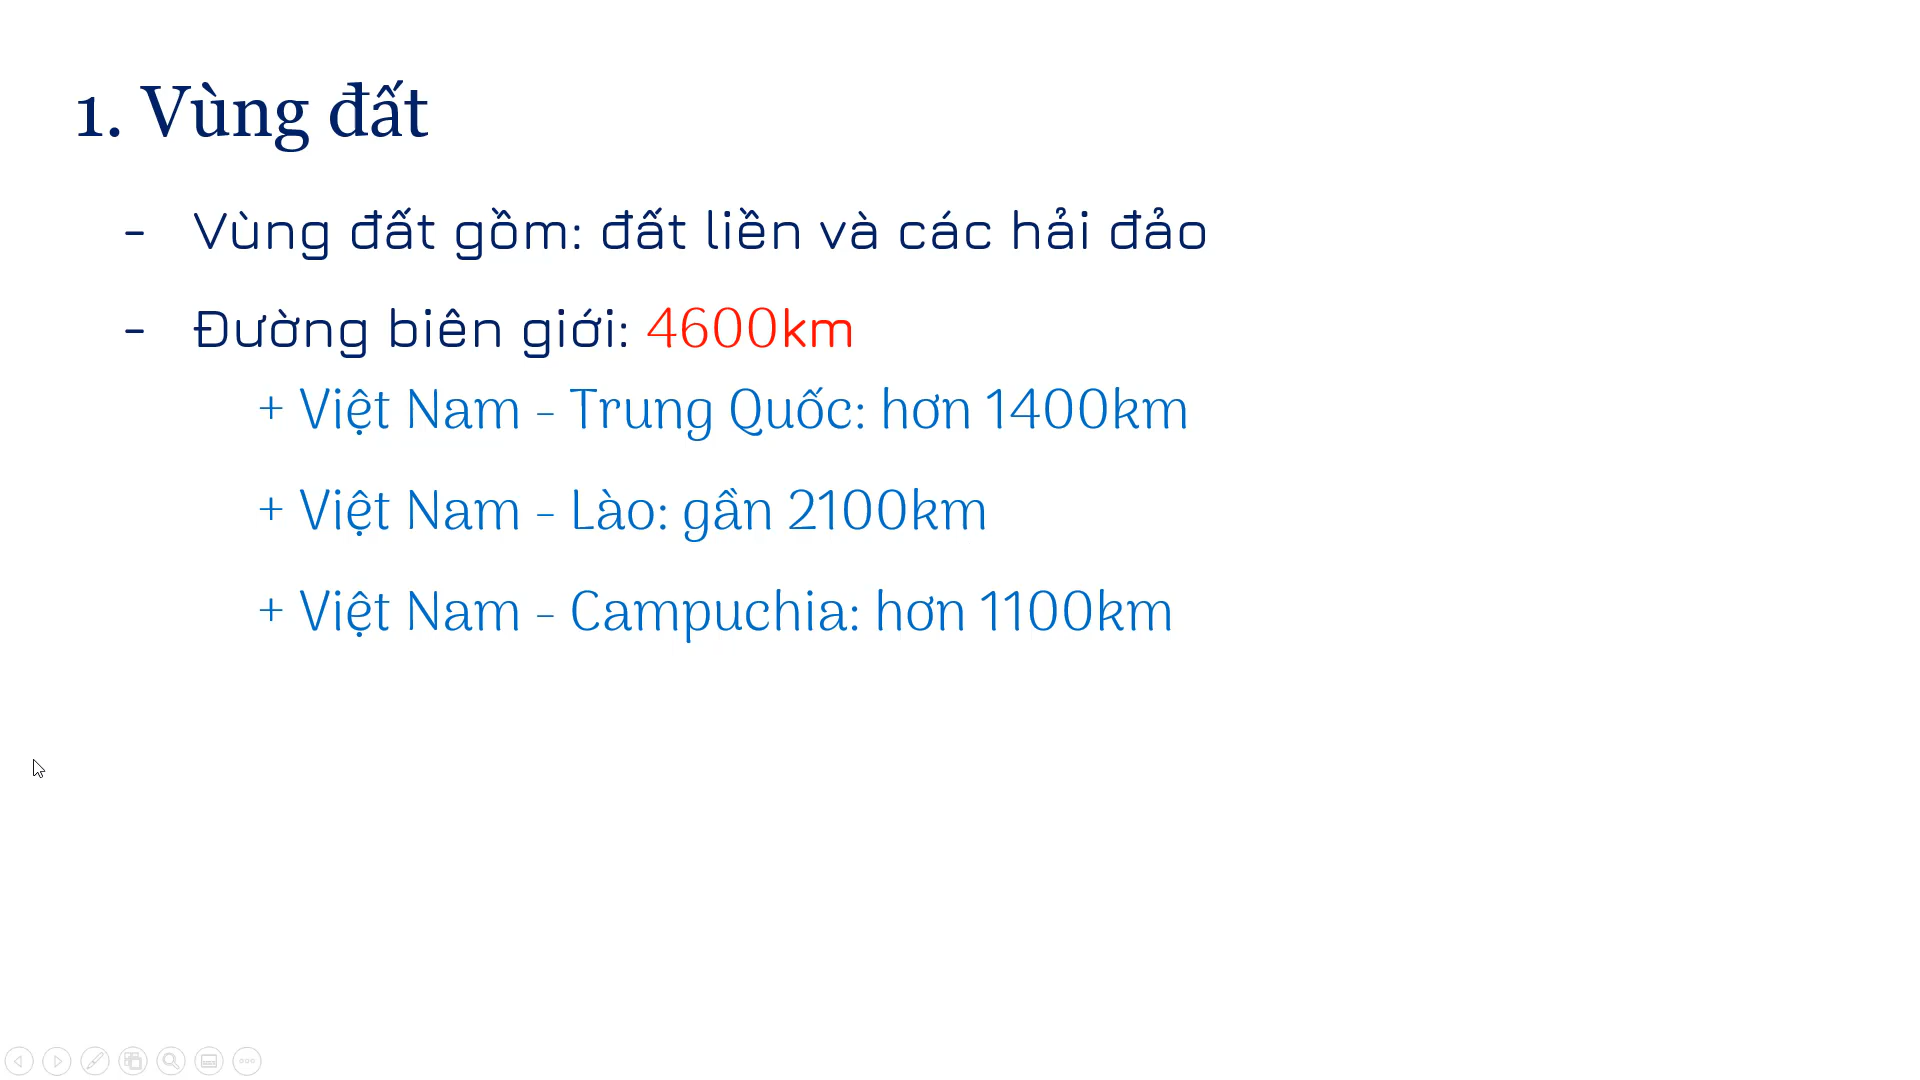 1. Vùng đất
- Vùng đất gồm: đất liền và các hải đảo
- Đường biên giới: 4600km
+ Việt Nam - Trung Quốc: hơn 1400km
+ Việt Nam - Lào: gần 2100km
+ Việt Nam - Campuchia: hơn 1100km